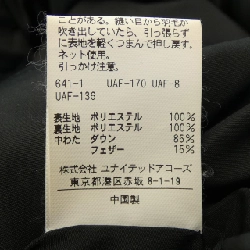 ことがある。縫い目から羽毛が
吹き出していたら、引っ張らず
に表地を軽くつまんで押し戻す。
ネット使用。
引っかけ注意。
641-1 UAF-170 UAF-8
UAF-136
表生地 ポリエステル 100%
裏生地 ポリエステル 100%
中わた ダウン 85%
フェザー 15%
株式会社 ユナイテッドアローズ
東京都港区赤坂 8-1-19
中国製